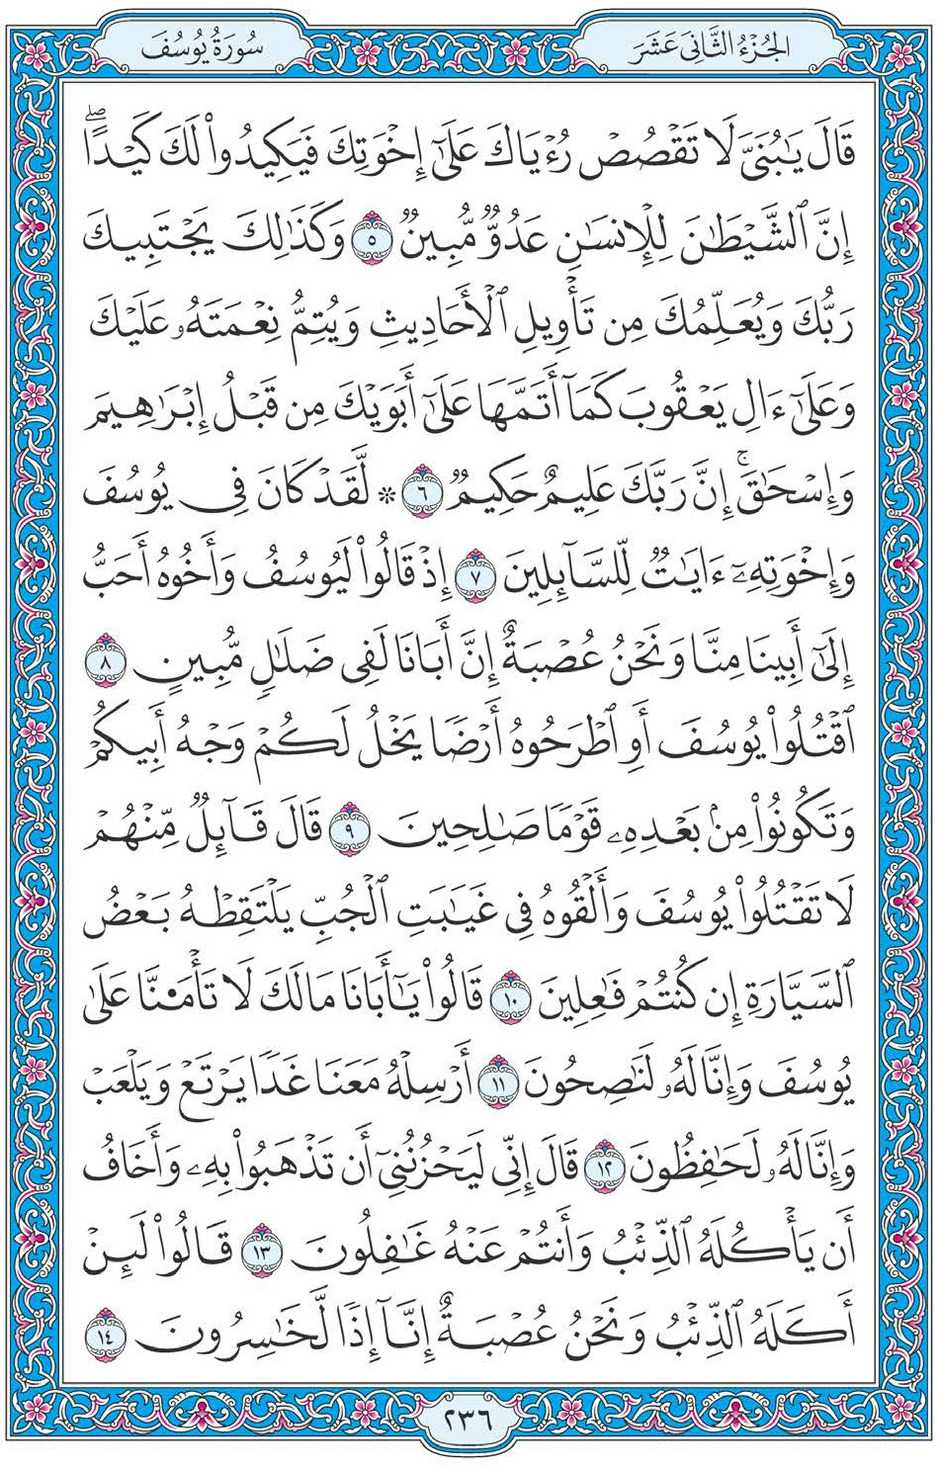 الجُزْءُ الثَّانِي عَشَرَ
سُورَةُ يُوسُفَ
قَالَ يَٰبُنَيَّ لَا تَقْصُصْ رُءْيَاكَ عَلَىٰٓ إِخْوَتِكَ فَيَكِيدُواْ لَكَ كَيْدًاۖ
إِنَّ ٱلشَّيْطَٰنَ لِلْإِنسَٰنِ عَدُوٌّ مُّبِينٌ ٥ وَكَذَٰلِكَ يَجْتَبِيكَ
رَبُّكَ وَيُعَلِّمُكَ مِن تَأْوِيلِ ٱلْأَحَادِيثِ وَيُتِمُّ نِعْمَتَهُۥ عَلَيْكَ
وَعَلَىٰٓ ءَالِ يَعْقُوبَ كَمَآ أَتَمَّهَا عَلَىٰٓ أَبَوَيْكَ مِن قَبْلُ إِبْرَٰهِيمَ
وَإِسْحَٰقَۚ إِنَّ رَبَّكَ عَلِيمٌ حَكِيمٌ ٦ * لَّقَدْ كَانَ فِي يُوسُفَ
وَإِخْوَتِهِۦٓ ءَايَٰتٌ لِّلسَّآئِلِينَ ٧ إِذْ قَالُواْ لَيُوسُفُ وَأَخُوهُ أَحَبُّ
إِلَىٰٓ أَبِينَا مِنَّا وَنَحْنُ عُصْبَةٌ إِنَّ أَبَانَا لَفِي ضَلَٰلٍ مُّبِينٍ ٨
ٱقْتُلُواْ يُوسُفَ أَوِ ٱطْرَحُوهُ أَرْضًا يَخْلُ لَكُمْ وَجْهُ أَبِيكُمْ
وَتَكُونُواْ مِنۢ بَعْدِهِۦ قَوْمًا صَٰلِحِينَ ٩ قَالَ قَآئِلٌ مِّنْهُمْ
لَا تَقْتُلُواْ يُوسُفَ وَأَلْقُوهُ فِي غَيَٰبَتِ ٱلْجُبِّ يَلْتَقِطْهُ بَعْضُ
ٱلسَّيَّارَةِ إِن كُنتُمْ فَٰعِلِينَ ١٠ قَالُواْ يَٰٓأَبَانَا مَا لَكَ لَا تَأْمَ۬نَّا عَلَىٰ
يُوسُفَ وَإِنَّا لَهُۥ لَنَٰصِحُونَ ١١ أَرْسِلْهُ مَعَنَا غَدًا يَرْتَعْ وَيَلْعَبْ
وَإِنَّا لَهُۥ لَحَٰفِظُونَ ١٢ قَالَ إِنِّي لَيَحْزُنُنِيٓ أَن تَذْهَبُواْ بِهِۦ وَأَخَافُ
أَن يَأْكُلَهُ ٱلذِّئْبُ وَأَنتُمْ عَنْهُ غَٰفِلُونَ ١٣ قَالُواْ لَئِنْ
أَكَلَهُ ٱلذِّئْبُ وَنَحْنُ عُصْبَةٌ إِنَّآ إِذًا لَّخَٰسِرُونَ ١٤
٢٣٦